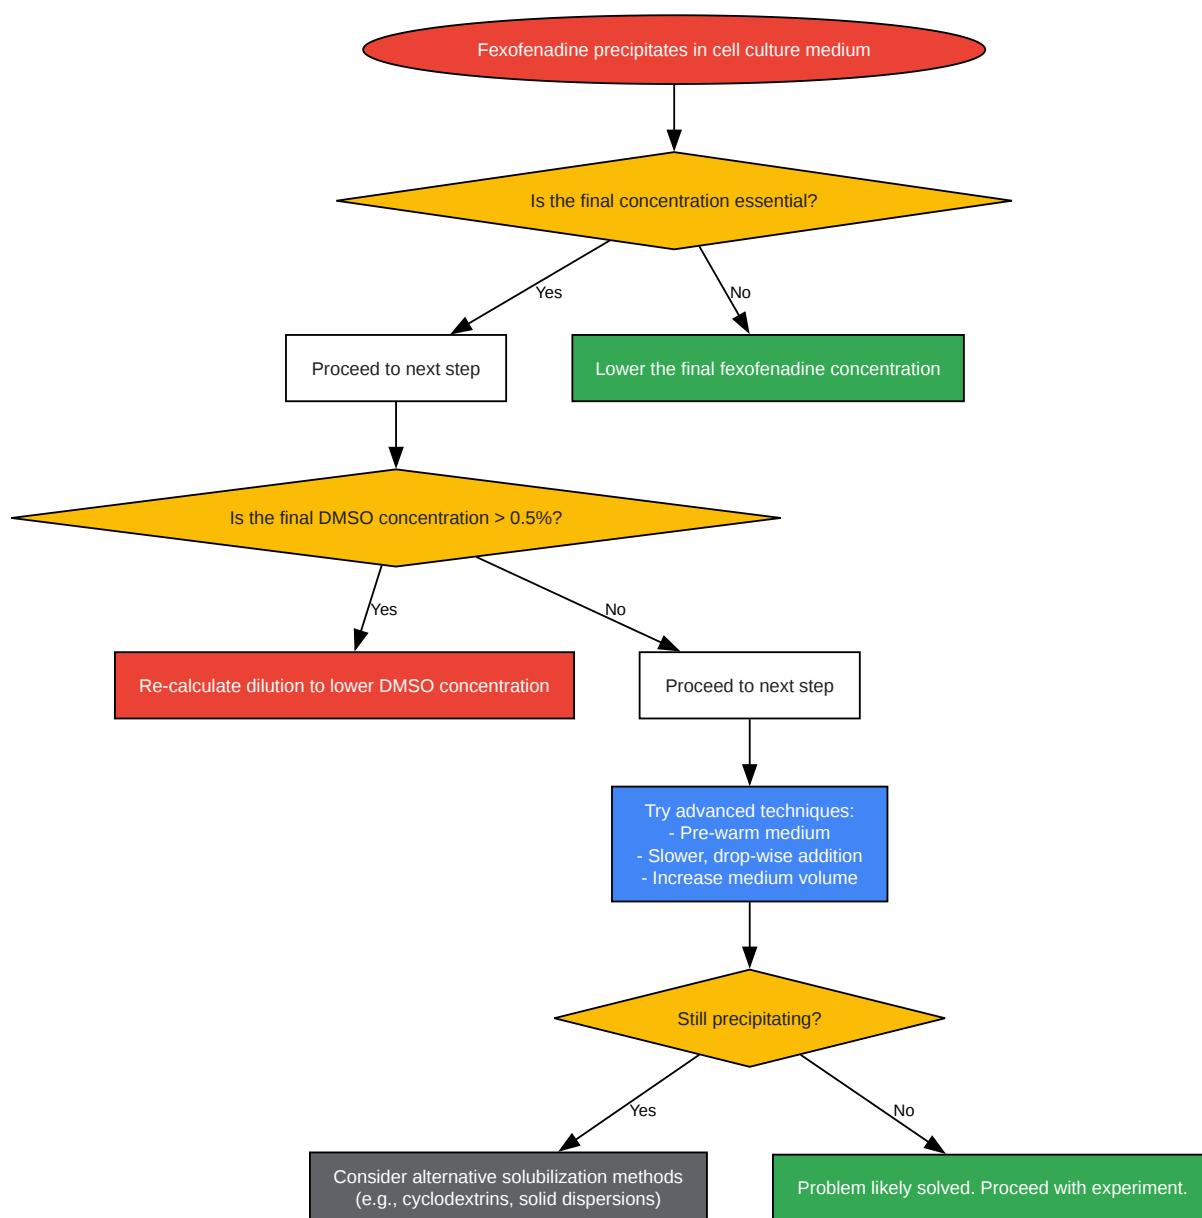 Fexofenadine precipitates in cell culture medium
Is the final concentration essential?
Yes
No
Proceed to next step
Lower the final fexofenadine concentration
Is the final DMSO concentration > 0.5%?
Yes
No
Re-calculate dilution to lower DMSO concentration
Proceed to next step
Try advanced techniques:
- Pre-warm medium
- Slower, drop-wise addition
- Increase medium volume
Still precipitating?
Yes
No
Consider alternative solubilization methods
(e.g., cyclodextrins, solid dispersions)
Problem likely solved. Proceed with experiment.